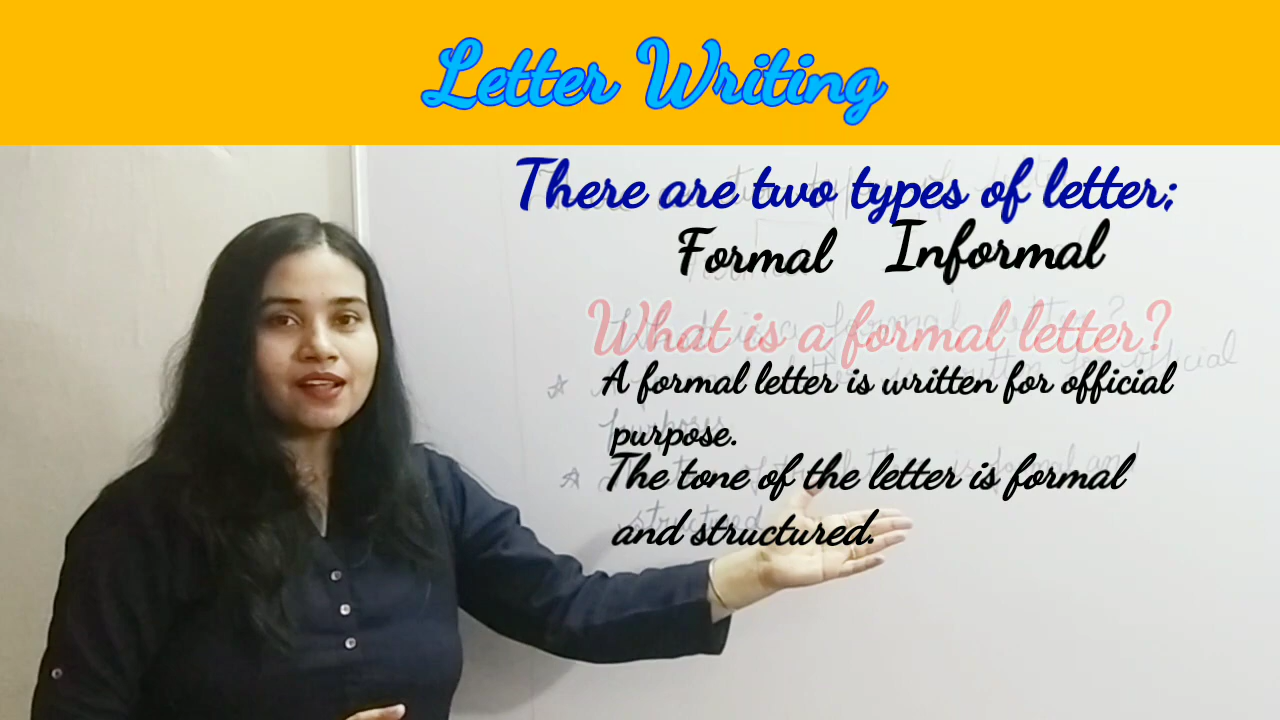 Letter Writing
There are two types of letter;
Formal Informal
What is a formal letter?
A formal letter is written for official
purpose.
The tone of the letter is formal
and structured.